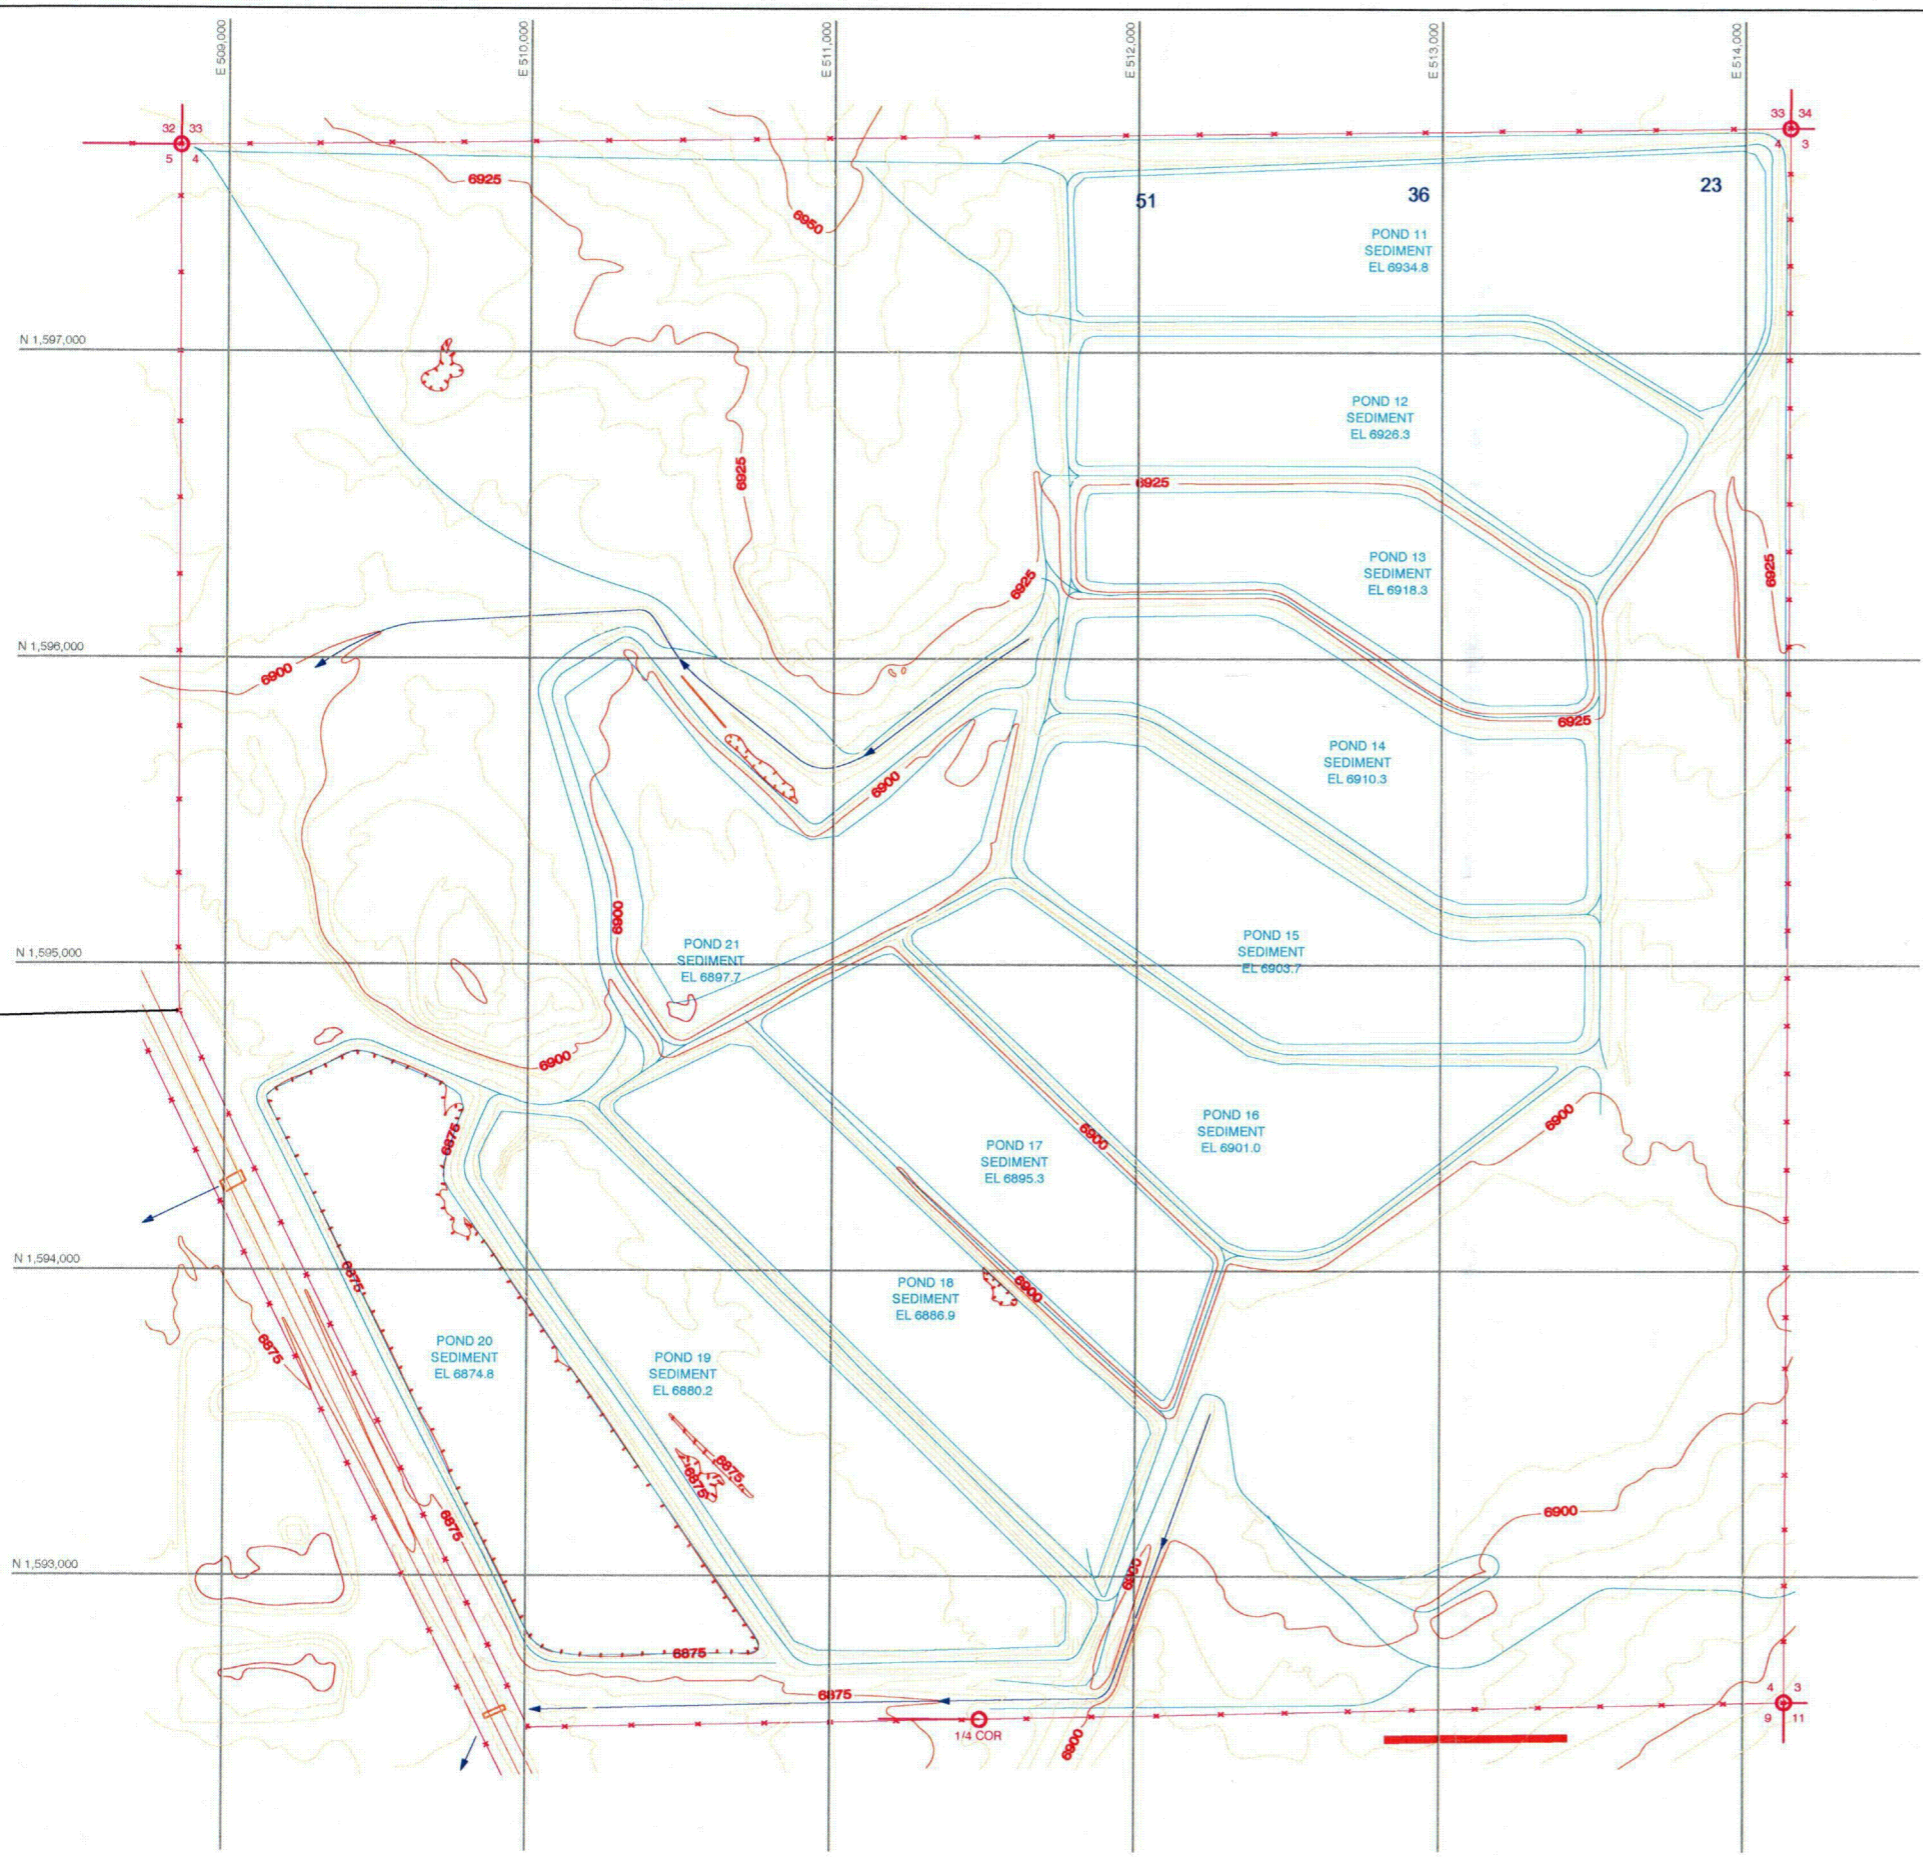 E 509,000
E 510,000
E 511,000
E 512,000
E 513,000
E 514,000
32 33
5 4
33 34
4 3
6925
6950
51
36
23
POND 11
SEDIMENT
EL 6934.8
N 1,597,000
POND 12
SEDIMENT
EL 6926.3
6925
6925
POND 13
SEDIMENT
EL 6918.3
6925
6925
N 1,596,000
6900
6925
POND 14
SEDIMENT
EL 6910.3
6900
6900
POND 21
SEDIMENT
EL 6897.7
POND 15
SEDIMENT
EL 6903.7
N 1,595,000
6900
6900
POND 16
SEDIMENT
EL 6901.0
6900
6875
POND 17
SEDIMENT
EL 6895.3
N 1,594,000
6875
POND 18
SEDIMENT
EL 6886.9
6900
6875
POND 20
SEDIMENT
EL 6874.8
POND 19
SEDIMENT
EL 6880.2
6875
6875
6875
6900
N 1,593,000
6900
6875
6875
1/4 COR
6900
4 3
9 11